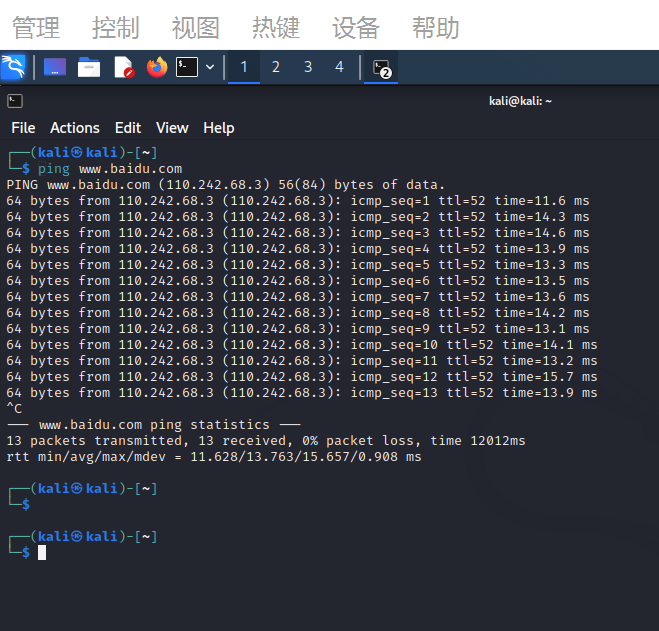 管理 控制 视图 热键 设备 帮助
1 2 3 4 2
kali@kali: ~
File Actions Edit View Help
┌──(kali㉿kali)-[~]
└─$ ping www.baidu.com
PING www.baidu.com (110.242.68.3) 56(84) bytes of data.
64 bytes from 110.242.68.3 (110.242.68.3): icmp_seq=1 ttl=52 time=11.6 ms
64 bytes from 110.242.68.3 (110.242.68.3): icmp_seq=2 ttl=52 time=14.3 ms
64 bytes from 110.242.68.3 (110.242.68.3): icmp_seq=3 ttl=52 time=14.6 ms
64 bytes from 110.242.68.3 (110.242.68.3): icmp_seq=4 ttl=52 time=13.9 ms
64 bytes from 110.242.68.3 (110.242.68.3): icmp_seq=5 ttl=52 time=13.3 ms
64 bytes from 110.242.68.3 (110.242.68.3): icmp_seq=6 ttl=52 time=13.5 ms
64 bytes from 110.242.68.3 (110.242.68.3): icmp_seq=7 ttl=52 time=13.6 ms
64 bytes from 110.242.68.3 (110.242.68.3): icmp_seq=8 ttl=52 time=14.2 ms
64 bytes from 110.242.68.3 (110.242.68.3): icmp_seq=9 ttl=52 time=13.1 ms
64 bytes from 110.242.68.3 (110.242.68.3): icmp_seq=10 ttl=52 time=14.1 ms
64 bytes from 110.242.68.3 (110.242.68.3): icmp_seq=11 ttl=52 time=13.2 ms
64 bytes from 110.242.68.3 (110.242.68.3): icmp_seq=12 ttl=52 time=15.7 ms
64 bytes from 110.242.68.3 (110.242.68.3): icmp_seq=13 ttl=52 time=13.9 ms
^C
--- www.baidu.com ping statistics ---
13 packets transmitted, 13 received, 0% packet loss, time 12012ms
rtt min/avg/max/mdev = 11.628/13.763/15.657/0.908 ms
┌──(kali㉿kali)-[~]
└─$
┌──(kali㉿kali)-[~]
└─$